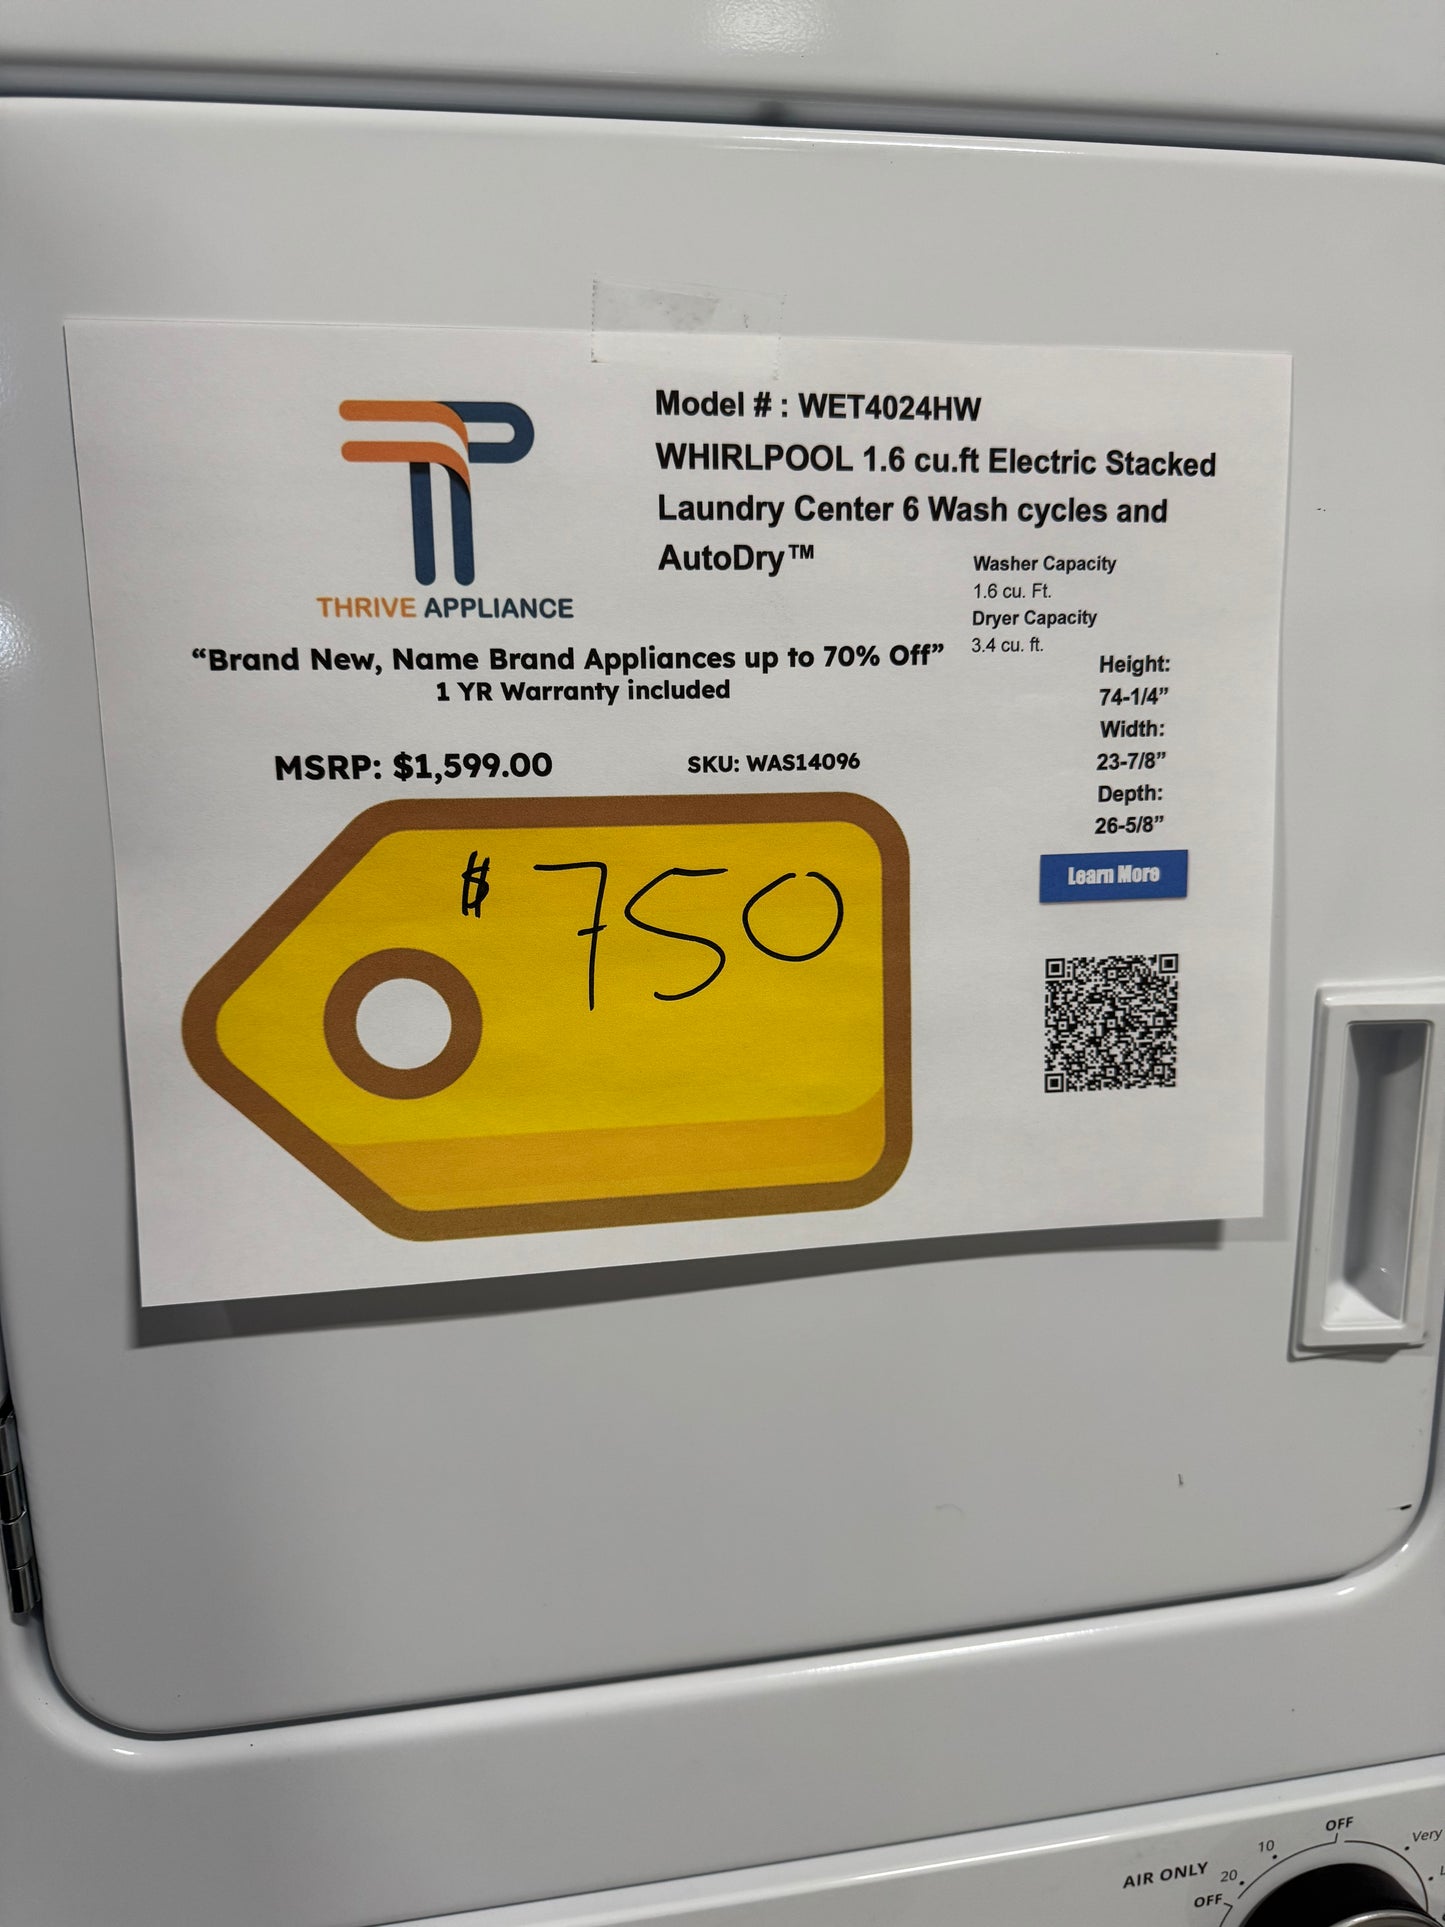 Model # : WET4024HW
WHIRLPOOL 1.6 cu.ft Electric Stacked
Laundry Center 6 Wash cycles and
AutoDry™
THRIVE APPLIANCE
“Brand New, Name Brand Appliances up to 70% Off”
1 YR Warranty included
Washer Capacity
1.6 cu. Ft.
Dryer Capacity
3.4 cu. ft.
Height:
74-1/4”
Width:
23-7/8”
Depth:
26-5/8”
MSRP: $1,599.00
SKU: WAS14096
Learn More
$ 750
OFF
10
Very
AIR ONLY
20
OFF